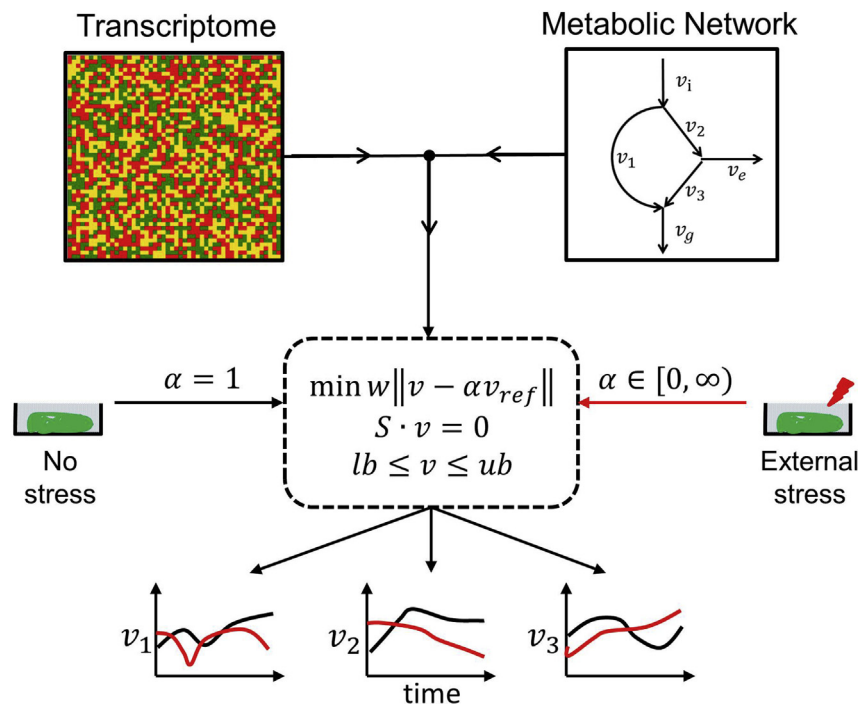 Transcriptome
Metabolic Network
v_i
v_2
v_1
v_e
v_3
v_g
α = 1
min w‖v − αv_ref‖
α ∈ [0, ∞)
S · v = 0
lb ≤ v ≤ ub
No
stress
External
stress
v_1
v_2
v_3
time